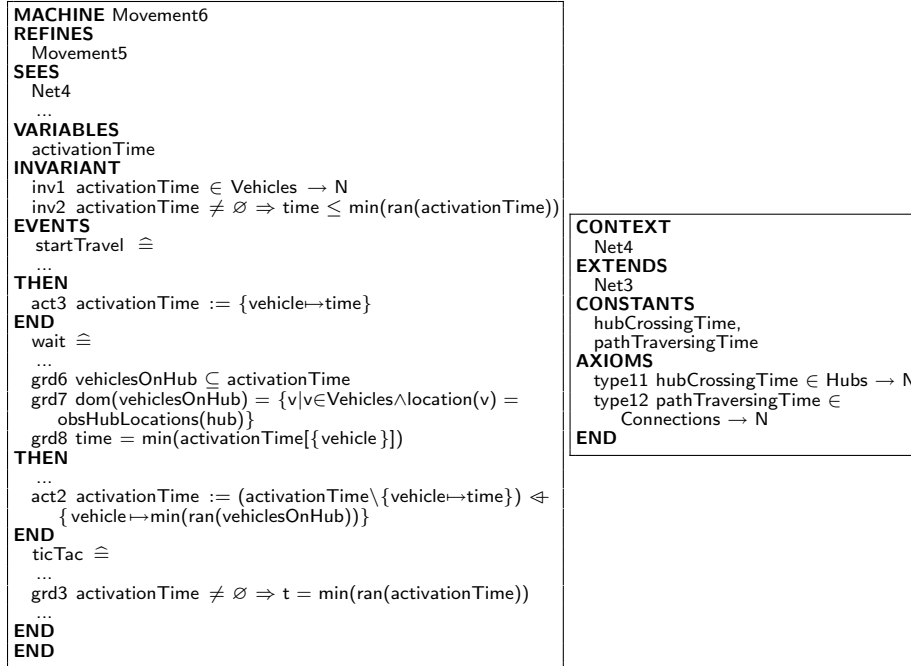 MACHINE Movement6
REFINES
Movement5
SEES
Net4
...
VARIABLES
activationTime
INVARIANT
inv1 activationTime ∈ Vehicles → N
inv2 activationTime ≠ ∅ ⇒ time ≤ min(ran(activationTime))
EVENTS
startTravel ≙
...
THEN
act3 activationTime := {vehicle↦time}
END
wait ≙
...
grd6 vehiclesOnHub ⊆ activationTime
grd7 dom(vehiclesOnHub) = {v|v∈Vehicles∧location(v) =
obsHubLocations(hub)}
grd8 time = min(activationTime[{vehicle}])
THEN
...
act2 activationTime := (activationTime\{vehicle↦time}) ⩤
{vehicle↦min(ran(vehiclesOnHub))}
END
ticTac ≙
...
grd3 activationTime ≠ ∅ ⇒ t = min(ran(activationTime))
...
END
END
CONTEXT
Net4
EXTENDS
Net3
CONSTANTS
hubCrossingTime,
pathTraversingTime
AXIOMS
type11 hubCrossingTime ∈ Hubs → N
type12 pathTraversingTime ∈
Connections → N
END